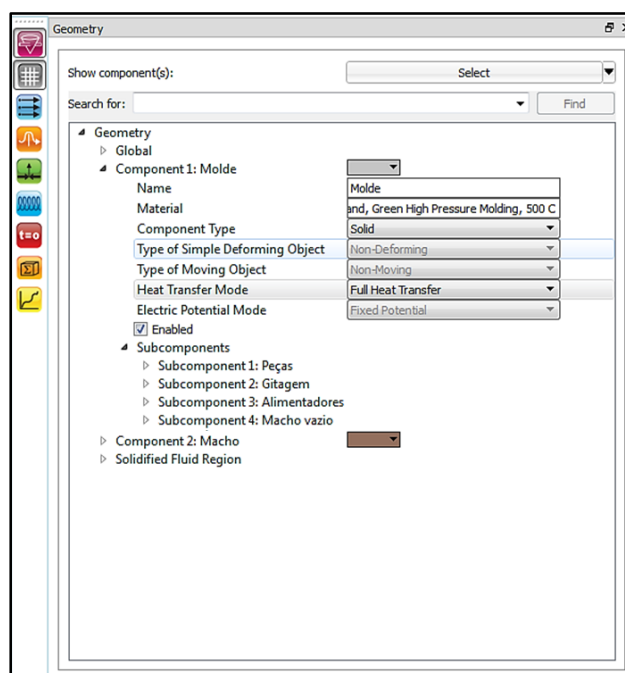 Geometry
Show component(s): Select
Search for: Find
Geometry
Global
Component 1: Molde
Name Molde
Material and, Green High Pressure Molding, 500 C
Component Type Solid
Type of Simple Deforming Object Non-Deforming
Type of Moving Object Non-Moving
Heat Transfer Mode Full Heat Transfer
Electric Potential Mode Fixed Potential
Enabled
Subcomponents
Subcomponent 1: Peças
Subcomponent 2: Gitagem
Subcomponent 3: Alimentadores
Subcomponent 4: Macho vazio
Component 2: Macho
Solidified Fluid Region
t=0
Σ